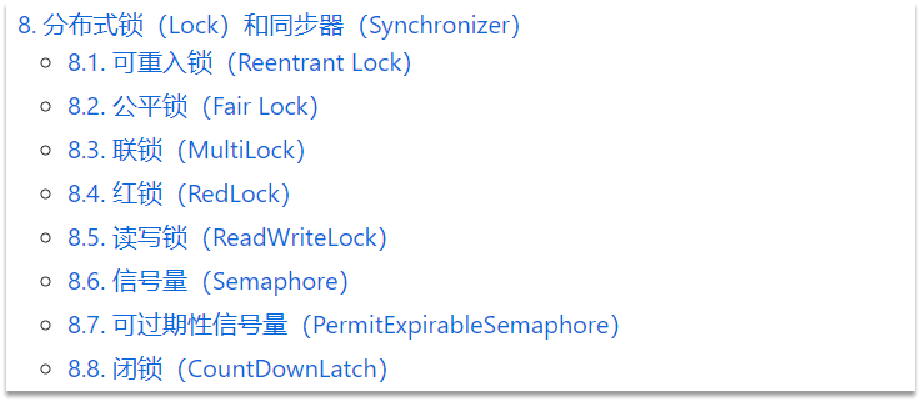 8. 分布式锁（Lock）和同步器（Synchronizer）
8.1. 可重入锁（Reentrant Lock）
8.2. 公平锁（Fair Lock）
8.3. 联锁（MultiLock）
8.4. 红锁（RedLock）
8.5. 读写锁（ReadWriteLock）
8.6. 信号量（Semaphore）
8.7. 可过期性信号量（PermitExpirableSemaphore）
8.8. 闭锁（CountDownLatch）